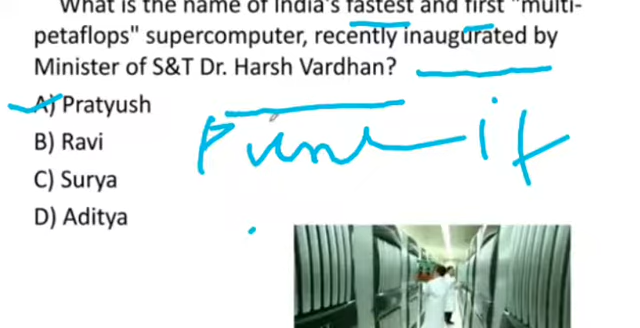 What is the name of India's fastest and first "multi-
petaflops" supercomputer, recently inaugurated by
Minister of S&T Dr. Harsh Vardhan?
A) Pratyush
B) Ravi
C) Surya
D) Aditya